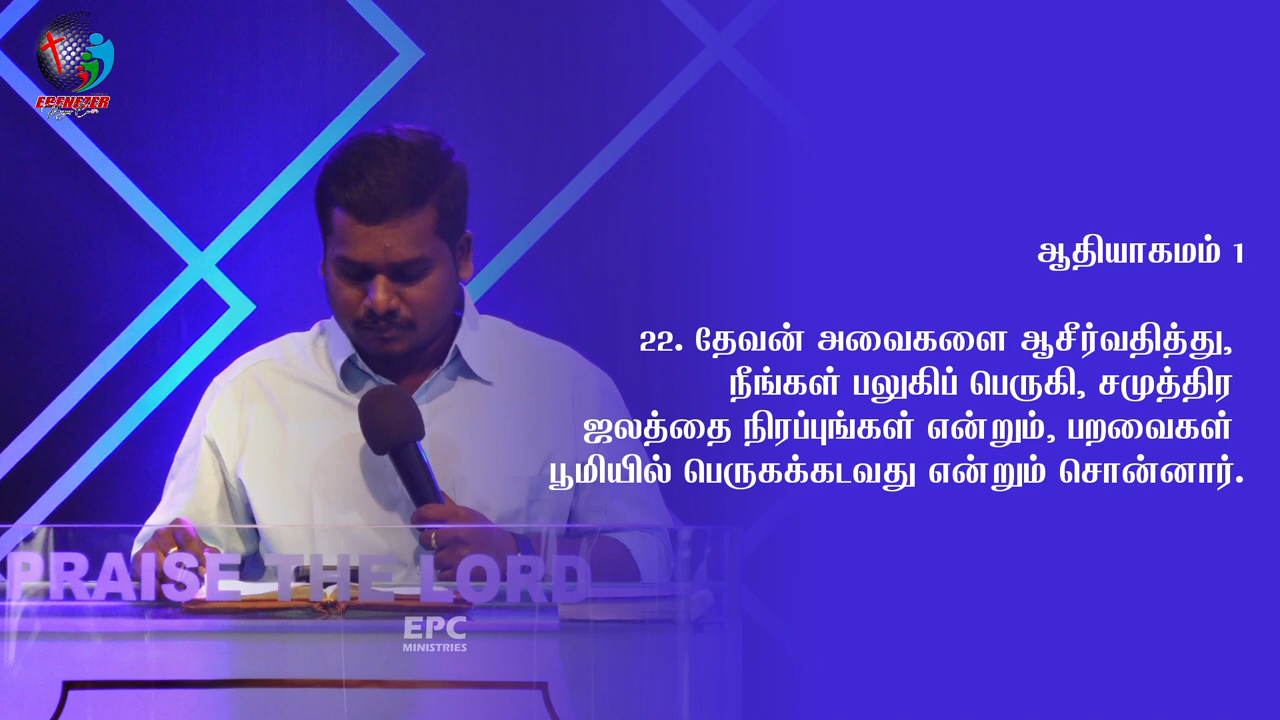 EBENEZER
ஆதியாகமம் 1
22. தேவன் அவைகளை ஆசீர்வதித்து,
நீங்கள் பலுகிப் பெருகி, சமுத்திர
ஜலத்தை நிரப்புங்கள் என்றும், பறவைகள்
பூமியில் பெருகக்கடவது என்றும் சொன்னார்.
PRAISE THE LORD
EPC
MINISTRIES